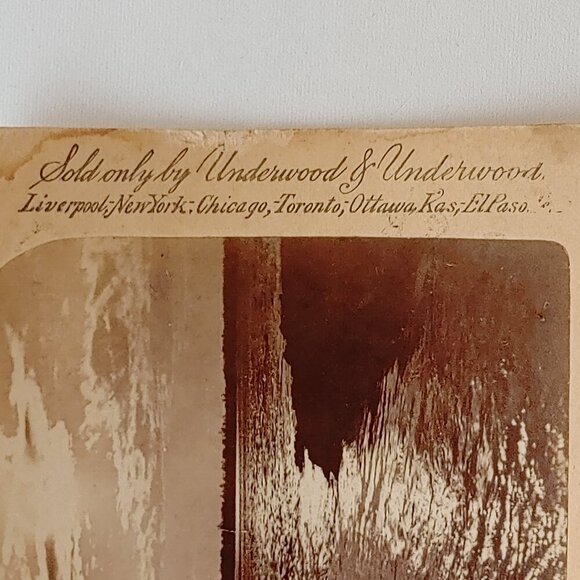 Sold only by Underwood & Underwood.
Liverpool,-New York,-Chicago,-Toronto,-Ottawa, Kas,-El Paso